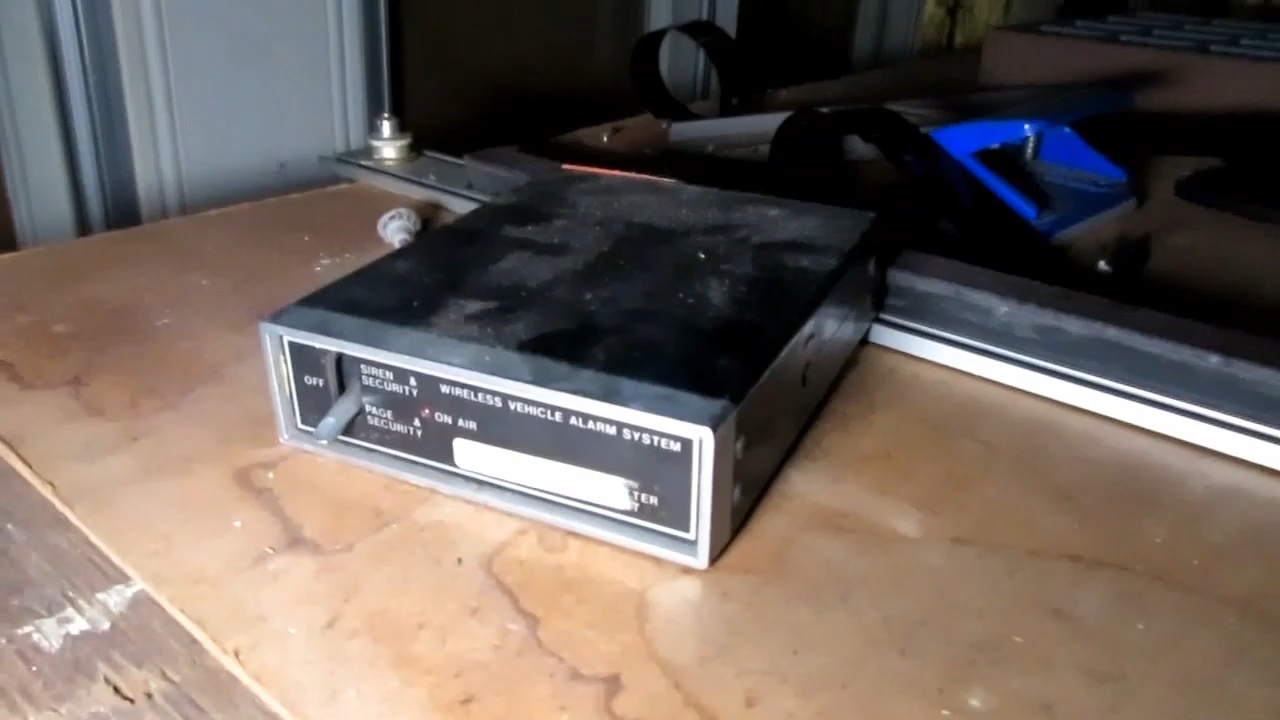 OFF
SIREN &
SECURITY
PAGE &
SECURITY
ON AIR
WIRELESS VEHICLE ALARM SYSTEM